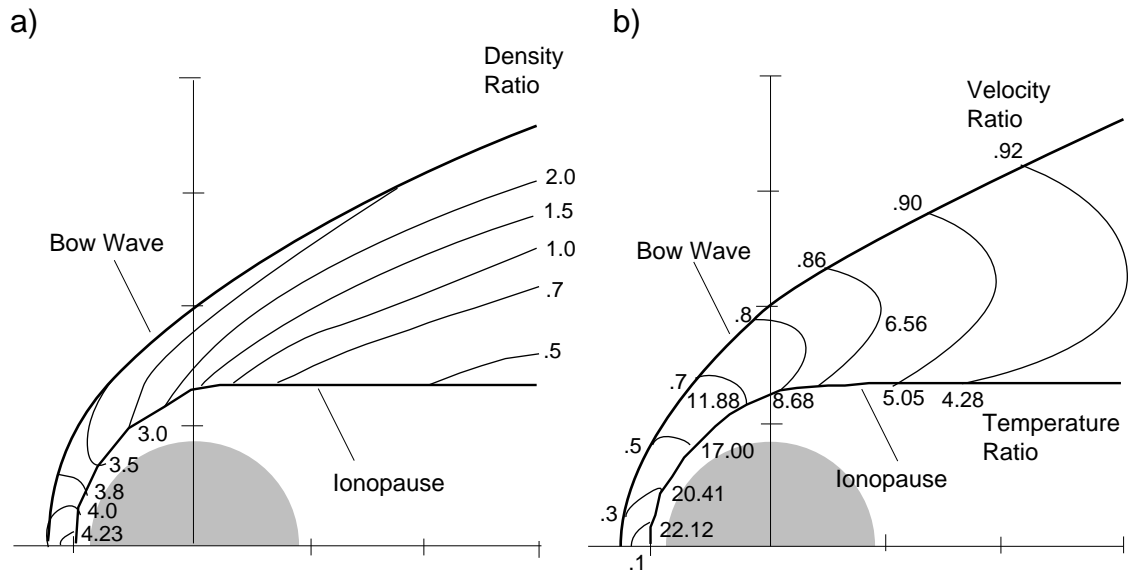 a)
Density
Ratio
2.0
1.5
1.0
.7
.5
Bow Wave
3.0
3.5
3.8
4.0
4.23
Ionopause
b)
Velocity
Ratio
.92
.90
.86
.8
.7
.5
.3
.1
Bow Wave
6.56
11.88
8.68
5.05
4.28
17.00
20.41
22.12
Temperature
Ratio
Ionopause